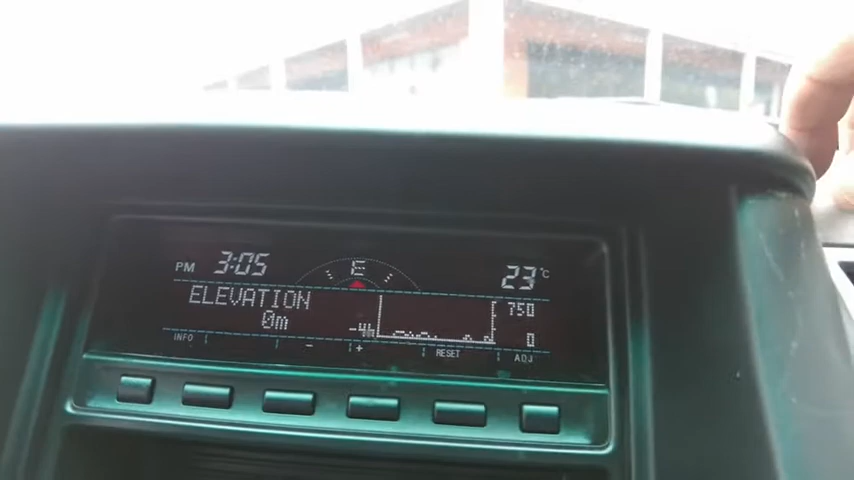 PM 3:05 E 23°C
ELEVATION 750
0m -4H 0
INFO - + RESET ADJ